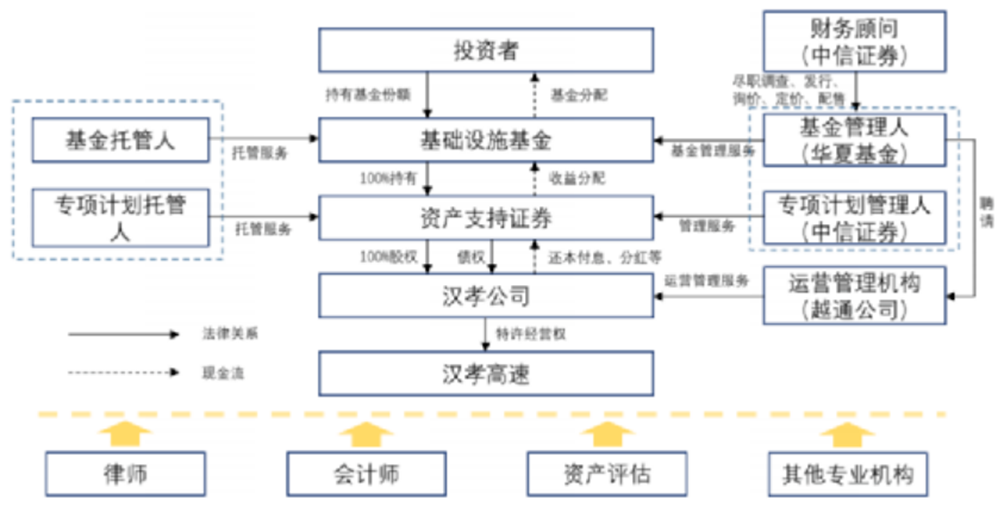 投资者
财务顾问
(中信证券)
持有基金份额
基金分配
尽职调查、发行、
询价、定价、配售
基金托管人
托管服务
基础设施基金
基金管理服务
基金管理人
(华夏基金)
100%持有
收益分配
专项计划托管
人
托管服务
资产支持证券
管理服务
专项计划管理人
(中信证券)
聘
请
100%股权
债权
还本付息、分红等
汉孝公司
运营管理服务
运营管理机构
(越通公司)
法律关系
特许经营权
现金流
汉孝高速
律师
会计师
资产评估
其他专业机构